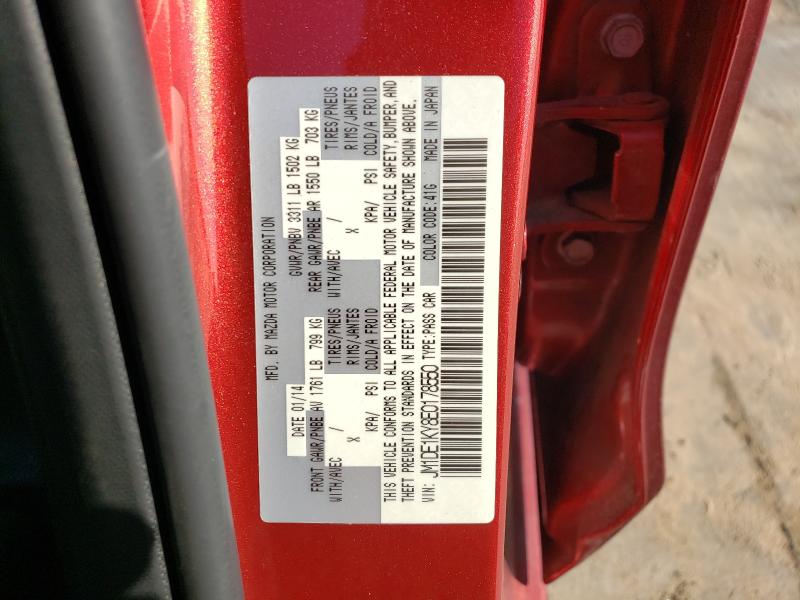 MFD. BY MAZDA MOTOR CORPORATION
DATE 01/14 GVWR/PNBV 3311 LB 1502 KG
FRONT GAWR/PNBE AV 1761 LB 799 KG REAR GAWR/PNBE AR 1550 LB 703 KG
WITH/AVEC / TIRES/PNEUS WITH/AVEC / TIRES/PNEUS
X RIMS/JANTES X RIMS/JANTES
KPA/ PSI COLD/A FROID KPA/ PSI COLD/A FROID
THIS VEHICLE CONFORMS TO ALL APPLICABLE FEDERAL MOTOR VEHICLE SAFETY, BUMPER, AND
THEFT PREVENTION STANDARDS IN EFFECT ON THE DATE OF MANUFACTURE SHOWN ABOVE.
VIN: JM1DE1KY8E0178550 TYPE:PASS CAR COLOR CODE:41G MADE IN JAPAN